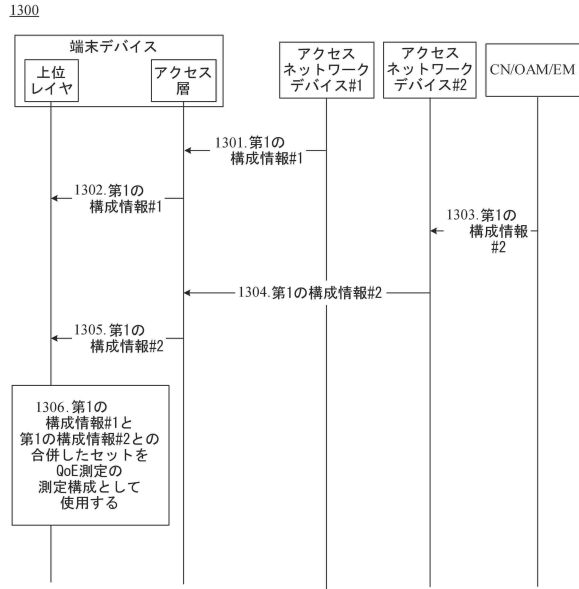 1300
端末デバイス
上位
レイヤ
アクセス
層
アクセス
ネットワーク
デバイス#1
アクセス
ネットワーク
デバイス#2
CN/OAM/EM
1301.第1の
構成情報#1
1302.第1の
構成情報#1
1303.第1の
構成情報
#2
1304.第1の構成情報#2
1305.第1の
構成情報#2
1306.第1の
構成情報#1と
第1の構成情報#2との
合併したセットを
QoE測定の
測定構成として
使用する